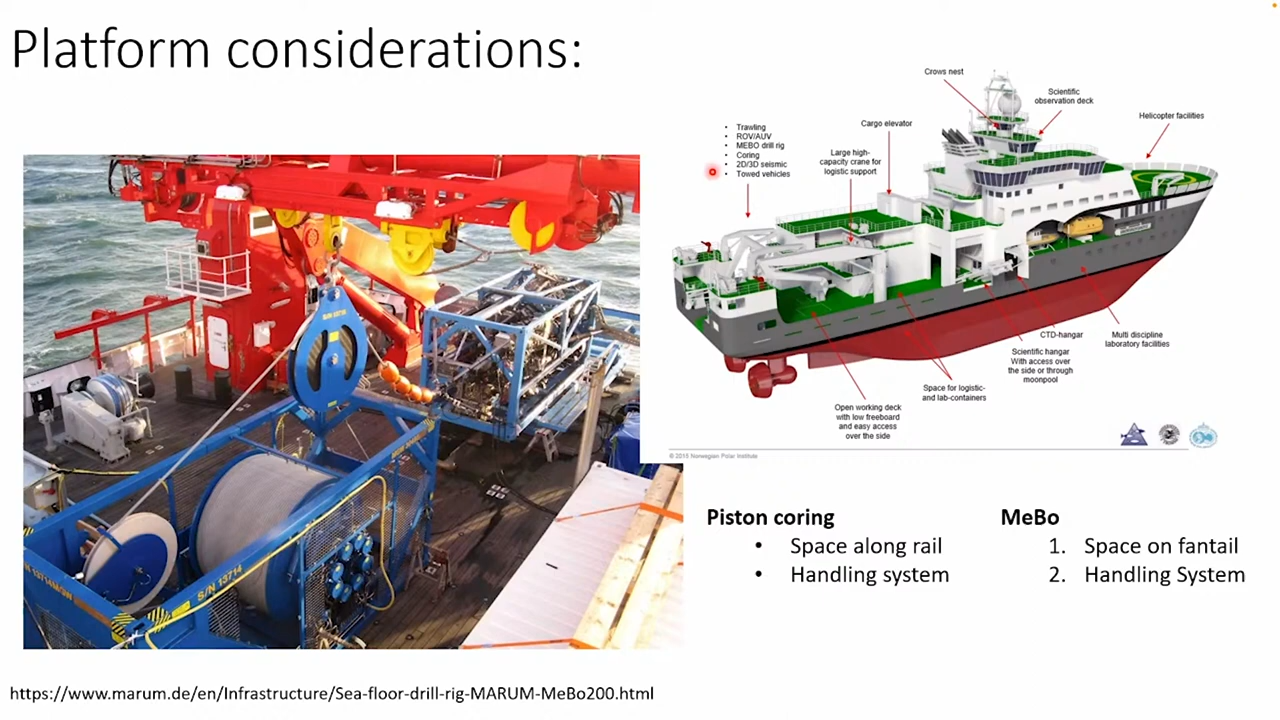 Platform considerations:
Crows nest
Scientific
observation deck
Helicopter facilities
Cargo elevator
• Trawling
• ROV/AUV
• MEBO drill rig
• Coring
• 2D/3D seismic
• Towed vehicles
Large high-
capacity crane for
logistic support
CTD-hangar
Multi discipline
laboratory facilities
Scientific hangar
With access over
the side or through
moonpool
Space for logistic-
and lab-containers
Open working deck
with low freeboard
and easy access
over the side
© 2015 Norwegian Polar Institute
S/N 13714
Piston coring
• Space along rail
• Handling system
MeBo
1. Space on fantail
2. Handling System
https://www.marum.de/en/Infrastructure/Sea-floor-drill-rig-MARUM-MeBo200.html